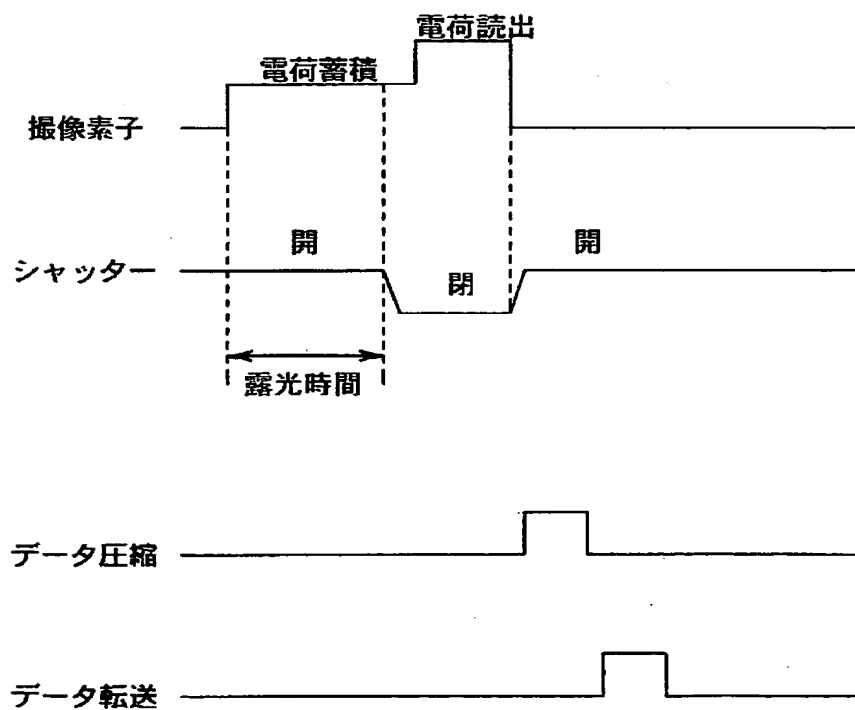 電荷読出
電荷蓄積
撮像素子
開
開
シャッター
閉
露光時間
データ圧縮
データ転送